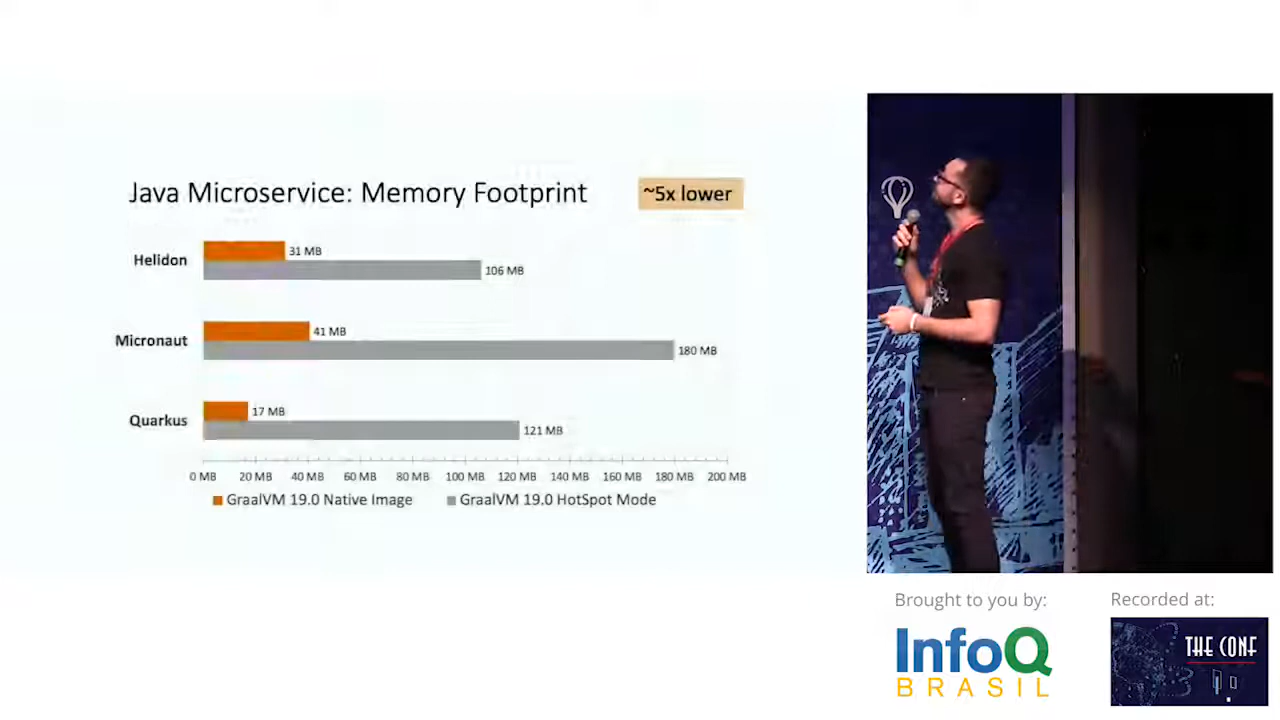 Java Microservice: Memory Footprint
~5x lower
Helidon
31 MB
106 MB
Micronaut
41 MB
180 MB
Quarkus
17 MB
121 MB
0 MB 20 MB 40 MB 60 MB 80 MB 100 MB 120 MB 140 MB 160 MB 180 MB 200 MB
GraalVM 19.0 Native Image GraalVM 19.0 HotSpot Mode
Brought to you by:
InfoQ
BRASIL
Recorded at:
THE CONF